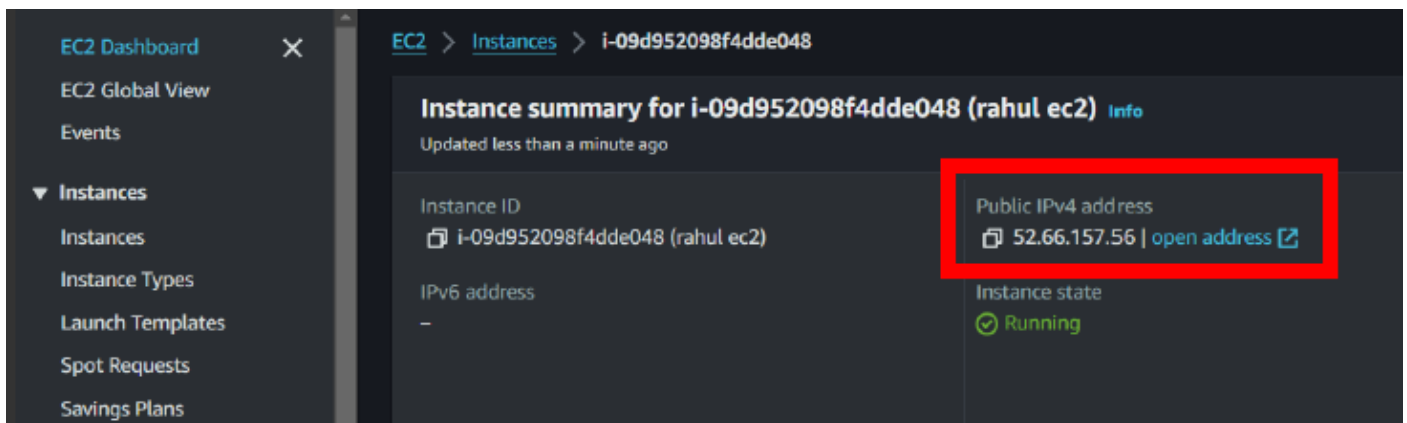 EC2 Dashboard
EC2 Global View
Events
Instances
Instances
Instance Types
Launch Templates
Spot Requests
Savings Plans
EC2 > Instances > i-09d952098f4dde048
Instance summary for i-09d952098f4dde048 (rahul ec2) Info
Updated less than a minute ago
Instance ID
i-09d952098f4dde048 (rahul ec2)
Public IPv4 address
52.66.157.56 | open address
IPv6 address
–
Instance state
Running